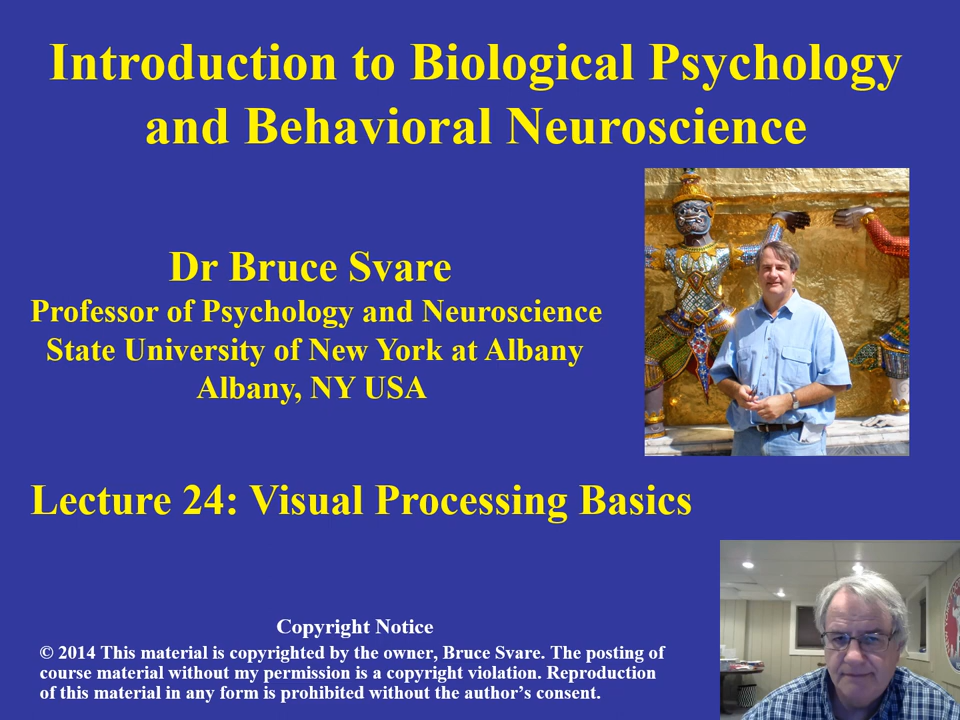 Introduction to Biological Psychology
and Behavioral Neuroscience
Dr Bruce Svare
Professor of Psychology and Neuroscience
State University of New York at Albany
Albany, NY USA
Lecture 24: Visual Processing Basics
Copyright Notice
© 2014 This material is copyrighted by the owner, Bruce Svare. The posting of
course material without my permission is a copyright violation. Reproduction
of this material in any form is prohibited without the author’s consent.